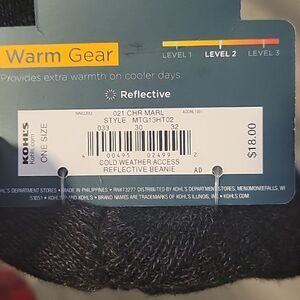 Warm Gear
LEVEL 1 LEVEL 2 LEVEL 3
Provides extra warmth on cooler days.
Reflective
KOHL'S
kohls.com
ONE SIZE
021 CHR MARL
STYLE MTG13HT02
033 30 32
4 00495 02499 2
COLD WEATHER ACCESS
REFLECTIVE BEANIE AD
$18.00
KOHL'S DEPARTMENT STORES • MADE IN PHILIPPINES • RN#73277 DISTRIBUTED BY KOHL'S DEPARTMENT STORES, MENOMONEE FALLS, WI
53051 • KOHL'S AND KOHL'S BRAND NAMES ARE TRADEMARKS OF KOHL'S ILLINOIS, INC. • KOHLS.COM